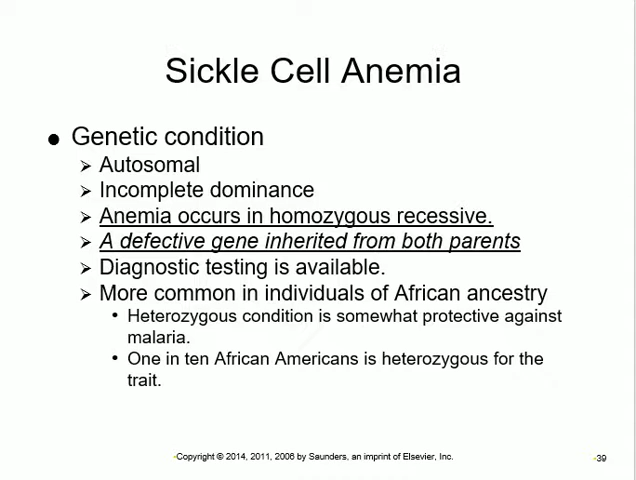 Sickle Cell Anemia
● Genetic condition
➢ Autosomal
➢ Incomplete dominance
➢ Anemia occurs in homozygous recessive.
➢ A defective gene inherited from both parents
➢ Diagnostic testing is available.
➢ More common in individuals of African ancestry
• Heterozygous condition is somewhat protective against
malaria.
• One in ten African Americans is heterozygous for the
trait.
Copyright © 2014, 2011, 2006 by Saunders, an imprint of Elsevier, Inc.
39